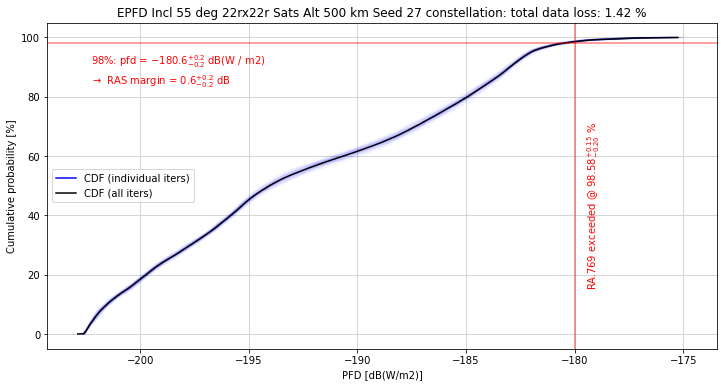 EPFD Incl 55 deg 22rx22r Sats Alt 500 km Seed 27 constellation: total data loss: 1.42 %
Cumulative probability [%]
100
80
60
40
20
0
98%: pfd = −180.6 +0.2 −0.2 dB(W / m2)
→ RAS margin = 0.6 +0.2 −0.2 dB
CDF (individual iters)
CDF (all iters)
RA.769 exceeded @ 98.58 +0.15 −0.20 %
−200
−195
−190
−185
−180
−175
PFD [dB(W/m2)]